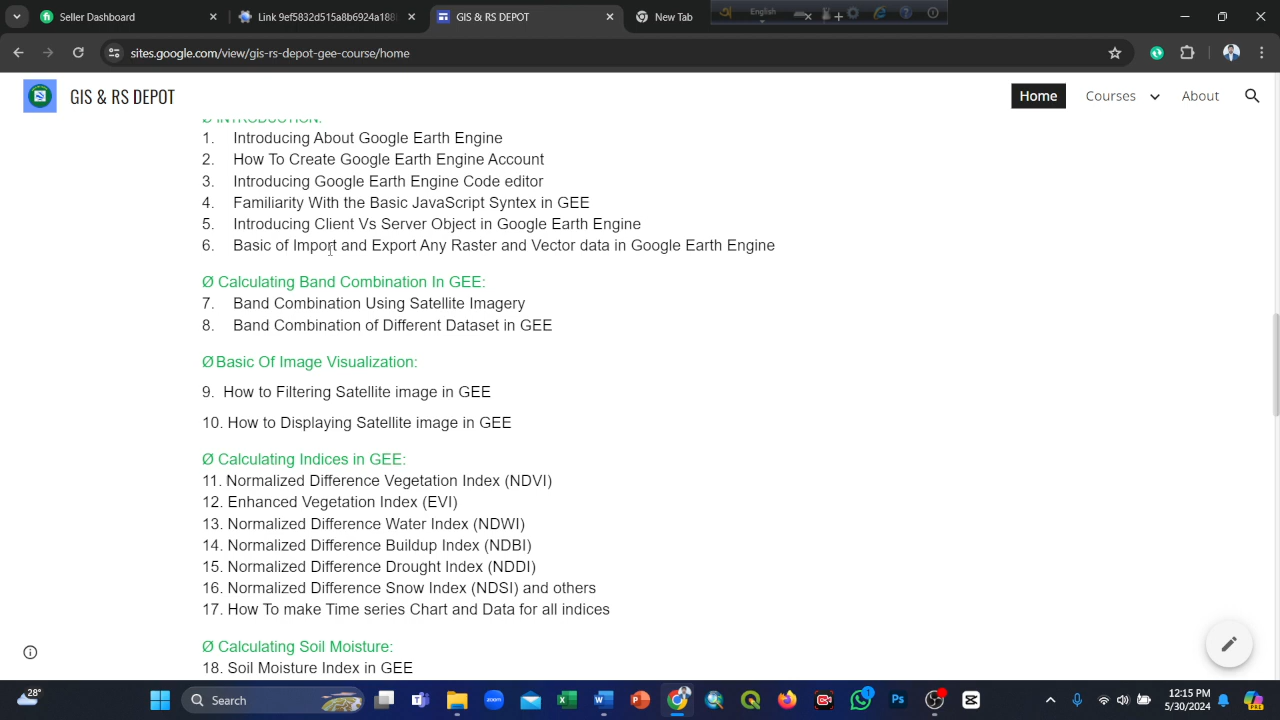 Seller Dashboard
Link 9ef5832d515a8b6924a188
GIS & RS DEPOT
New Tab
English
sites.google.com/view/gis-rs-depot-gee-course/home
GIS & RS DEPOT
Home
Courses
About
Ø INTRODUCTION:
1. Introducing About Google Earth Engine
2. How To Create Google Earth Engine Account
3. Introducing Google Earth Engine Code editor
4. Familiarity With the Basic JavaScript Syntex in GEE
5. Introducing Client Vs Server Object in Google Earth Engine
6. Basic of Import and Export Any Raster and Vector data in Google Earth Engine
Ø Calculating Band Combination In GEE:
7. Band Combination Using Satellite Imagery
8. Band Combination of Different Dataset in GEE
Ø Basic Of Image Visualization:
9. How to Filtering Satellite image in GEE
10. How to Displaying Satellite image in GEE
Ø Calculating Indices in GEE:
11. Normalized Difference Vegetation Index (NDVI)
12. Enhanced Vegetation Index (EVI)
13. Normalized Difference Water Index (NDWI)
14. Normalized Difference Buildup Index (NDBI)
15. Normalized Difference Drought Index (NDDI)
16. Normalized Difference Snow Index (NDSI) and others
17. How To make Time series Chart and Data for all indices
Ø Calculating Soil Moisture:
18. Soil Moisture Index in GEE
28°
Search
12:15 PM
5/30/2024